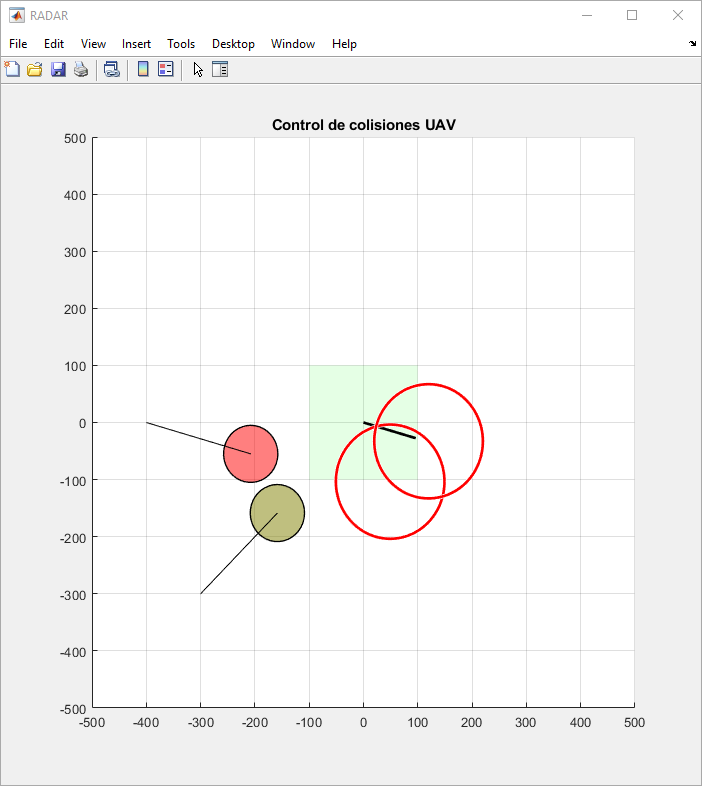 RADAR
File Edit View Insert Tools Desktop Window Help
Control de colisiones UAV
500
400
300
200
100
0
-100
-200
-300
-400
-500
-500 -400 -300 -200 -100 0 100 200 300 400 500